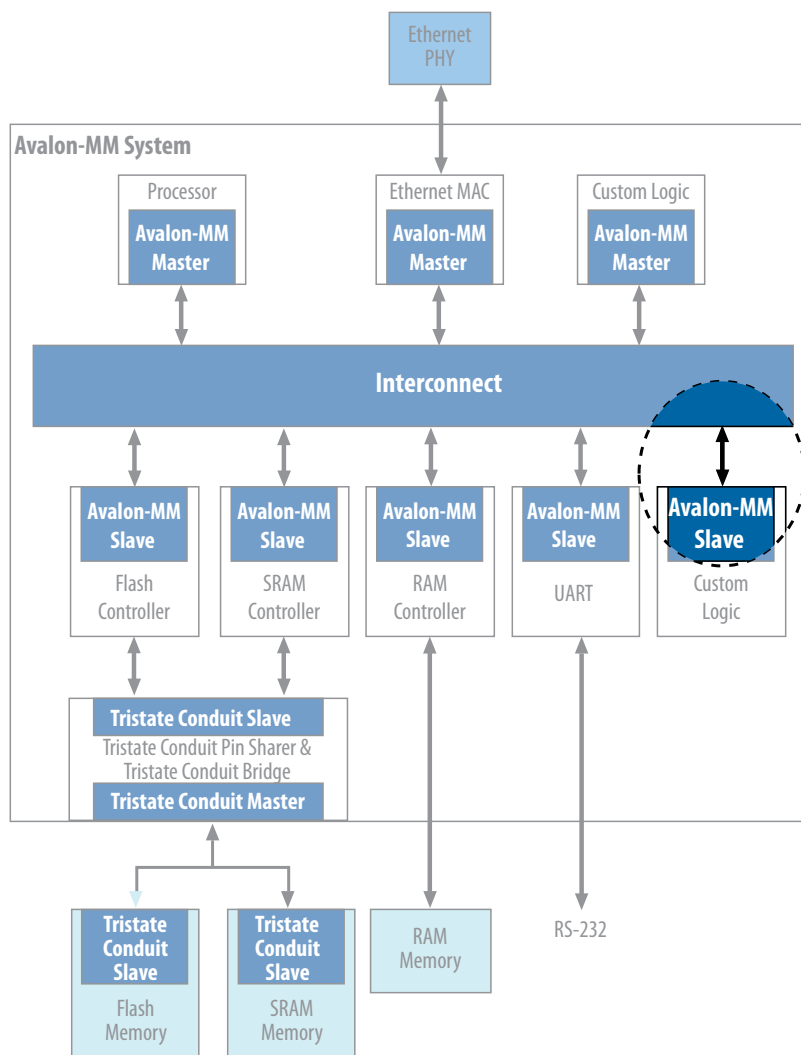 Ethernet
PHY
Avalon-MM System
Processor
Avalon-MM
Master
Ethernet MAC
Avalon-MM
Master
Custom Logic
Avalon-MM
Master
Interconnect
Avalon-MM
Slave
Flash
Controller
Avalon-MM
Slave
SRAM
Controller
Avalon-MM
Slave
RAM
Controller
Avalon-MM
Slave
UART
Avalon-MM
Slave
Custom
Logic
Tristate Conduit Slave
Tristate Conduit Pin Sharer &
Tristate Conduit Bridge
Tristate Conduit Master
Tristate
Conduit
Slave
Flash
Memory
Tristate
Conduit
Slave
SRAM
Memory
RAM
Memory
RS-232